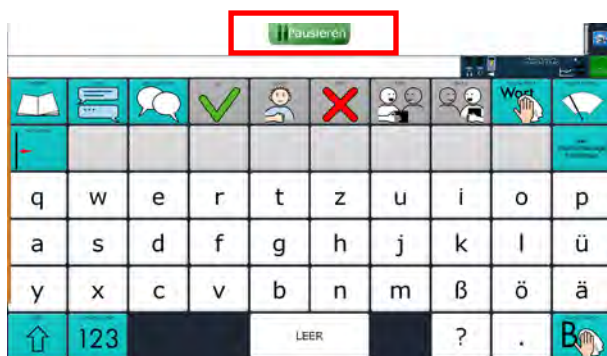 Pausieren
Wort
q w e r t z u i o p
a s d f g h j k l ü
y x c v b n m ß ö ä
123 LEER ? . B